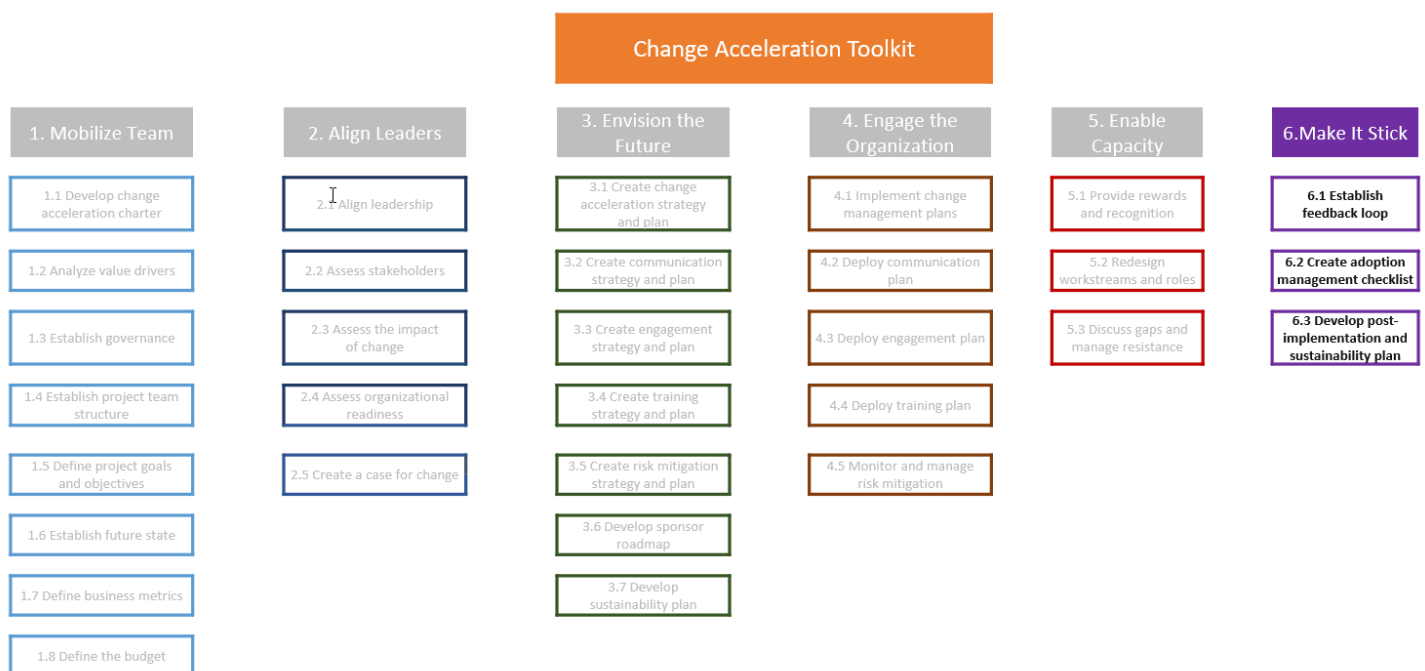 Change Acceleration Toolkit
1. Mobilize Team
1.1 Develop change
acceleration charter
1.2 Analyze value drivers
1.3 Establish governance
1.4 Establish project team
structure
1.5 Define project goals
and objectives
1.6 Establish future state
1.7 Define business metrics
1.8 Define the budget
2. Align Leaders
2.1 Align leadership
2.2 Assess stakeholders
2.3 Assess the impact
of change
2.4 Assess organizational
readiness
2.5 Create a case for change
3. Envision the
Future
3.1 Create change
acceleration strategy
and plan
3.2 Create communication
strategy and plan
3.3 Create engagement
strategy and plan
3.4 Create training
strategy and plan
3.5 Create risk mitigation
strategy and plan
3.6 Develop sponsor
roadmap
3.7 Develop
sustainability plan
4. Engage the
Organization
4.1 Implement change
management plans
4.2 Deploy communication
plan
4.3 Deploy engagement plan
4.4 Deploy training plan
4.5 Monitor and manage
risk mitigation
5. Enable
Capacity
5.1 Provide rewards
and recognition
5.2 Redesign
workstreams and roles
5.3 Discuss gaps and
manage resistance
6.Make It Stick
6.1 Establish
feedback loop
6.2 Create adoption
management checklist
6.3 Develop post-
implementation and
sustainability plan